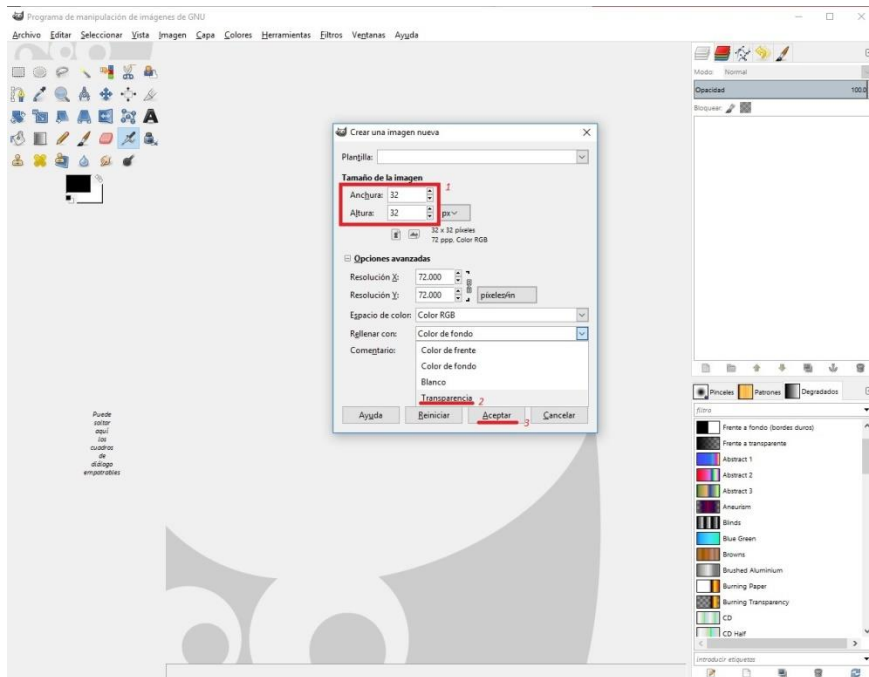 Programa de manipulación de imágenes de GNU
Archivo Editar Seleccionar Vista Imagen Capa Colores Herramientas Filtros Ventanas Ayuda
Modo: Normal
Opacidad 100.0
Bloquear:
Crear una imagen nueva
Plantilla:
Tamaño de la imagen
Anchura: 32
1
Altura: 32 px
32 x 32 píxeles
72 ppp, Color RGB
Opciones avanzadas
Resolución X: 72.000
Resolución Y: 72.000 píxeles/in
Espacio de color: Color RGB
Rellenar con: Color de fondo
Comentario: Color de frente
Color de fondo
Blanco
Transparencia 2
Ayuda Reiniciar Aceptar 3 Cancelar
Puede
soltar
aquí
los
cuadros
de
diálogo
empotrables
Pinceles Patrones Degradados
filtro
Frente a fondo (bordes duros)
Frente a transparente
Abstract 1
Abstract 2
Abstract 3
Aneurism
Blinds
Blue Green
Browns
Brushed Aluminium
Burning Paper
Burning Transparency
CD
CD Half
introducir etiquetas